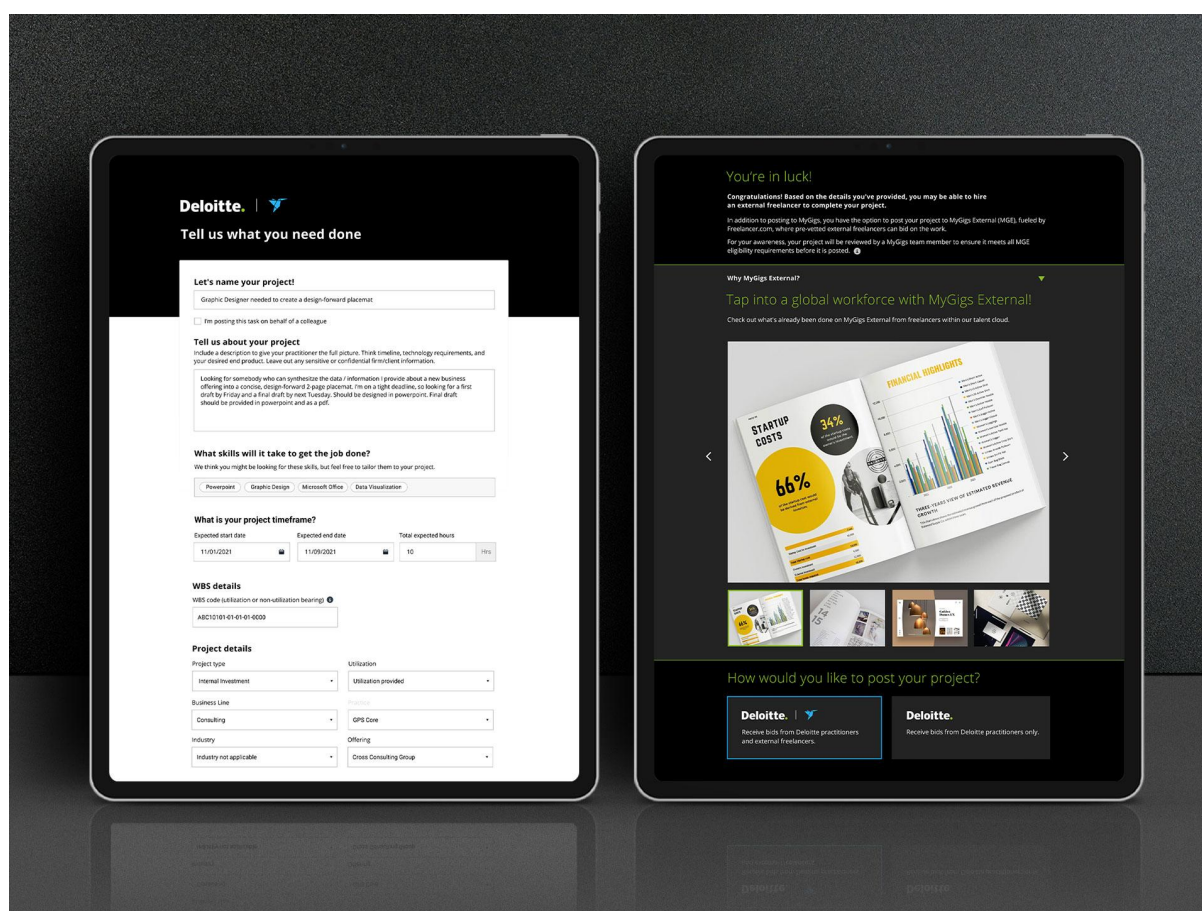 Deloitte.
Tell us what you need done
Let's name your project!
Graphic Designer needed to create a design-forward placemat
I'm posting this task on behalf of a colleague
Tell us about your project
Include a description to give your practitioner the full picture. Think timeline, technology requirements, and
your desired end product. Leave out any sensitive or confidential firm/client information.
Looking for somebody who can synthesize the data / information I provide about a new business
offering into a concise, design-forward 2-page placemat. I'm on a tight deadline, so looking for a first
draft by Friday and a final draft by next Tuesday. Should be designed in powerpoint. Final draft
should be provided in powerpoint and as a pdf.
What skills will it take to get the job done?
We think you might be looking for these skills, but feel free to tailor them to your project.
Powerpoint Graphic Design Microsoft Office Data Visualization
What is your project timeframe?
Expected start date Expected end date Total expected hours
11/01/2021 11/09/2021 10 Hrs
WBS details
WBS code (utilization or non-utilization bearing)
ABC10101-01-01-01-0000
Project details
Project type Utilization
Internal Investment Utilization provided
Business Line Practice
Consulting GPS Core
Industry Offering
Industry not applicable Cross Consulting Group
You're in luck!
Congratulations! Based on the details you've provided, you may be able to hire
an external freelancer to complete your project.
In addition to posting to MyGigs, you have the option to post your project to MyGigs External (MGE), fueled by
Freelancer.com, where pre-vetted external freelancers can bid on the work.
For your awareness, your project will be reviewed by a MyGigs team member to ensure it meets all MGE
eligibility requirements before it is posted.
Why MyGigs External?
Tap into a global workforce with MyGigs External!
Check out what's already been done on MyGigs External from freelancers within our talent cloud.
STARTUP
COSTS
34%
66%
FINANCIAL HIGHLIGHTS
THREE-YEARS VIEW OF ESTIMATED REVENUE
GROWTH
How would you like to post your project?
Deloitte.
Receive bids from Deloitte practitioners
and external freelancers.
Deloitte.
Receive bids from Deloitte practitioners only.